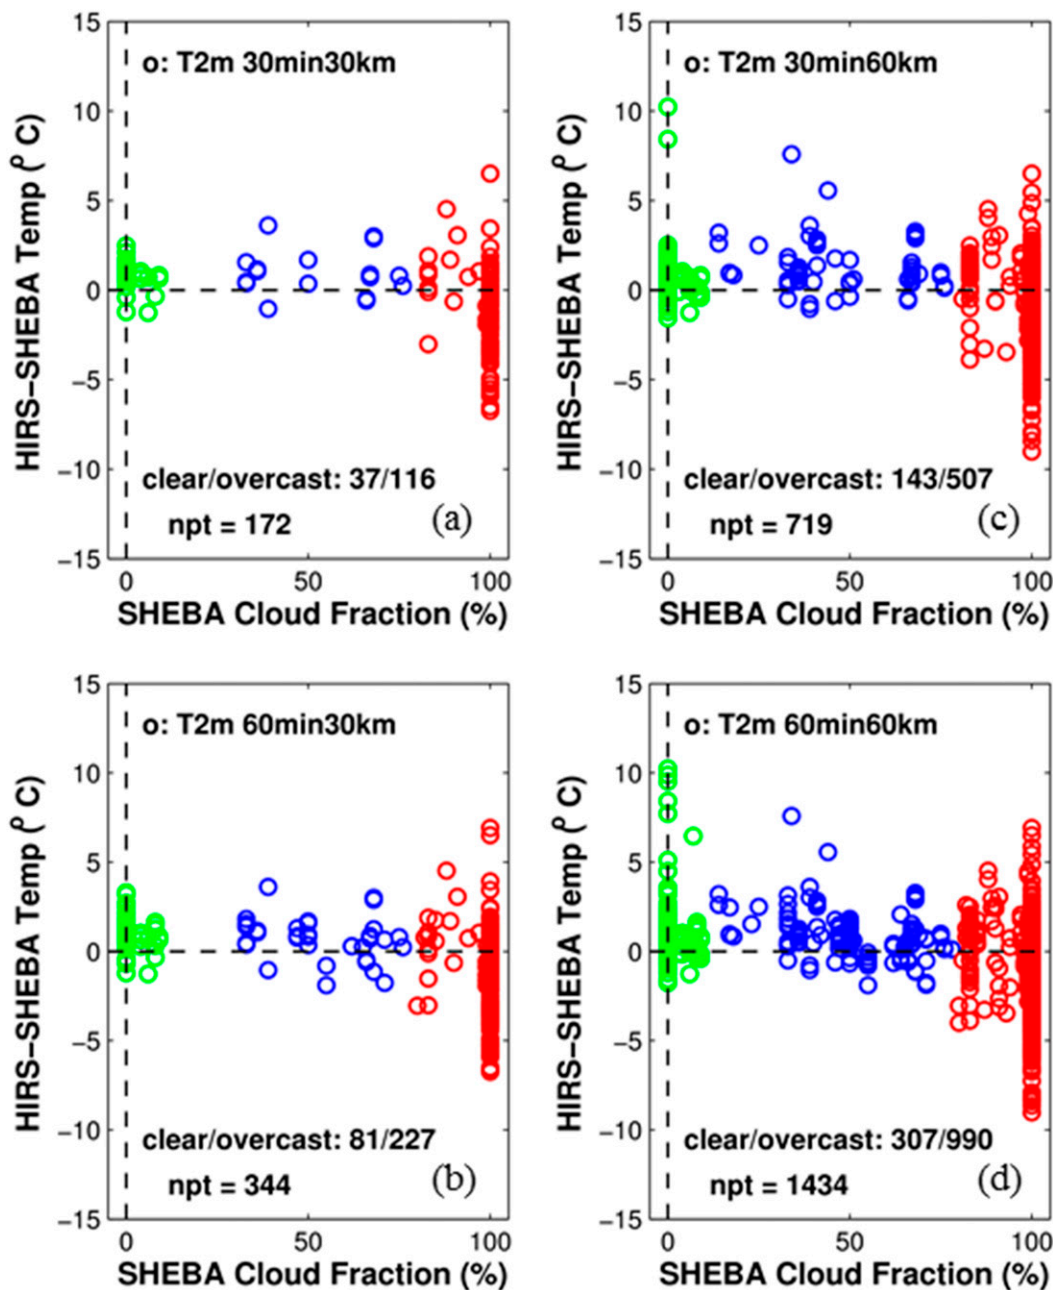 15
10
5
0
−5
−10
−15
HIRS−SHEBA Temp (° C)
o: T2m 30min30km
clear/overcast: 37/116
npt = 172
(a)
0 50 100
SHEBA Cloud Fraction (%)
15
10
5
0
−5
−10
−15
HIRS−SHEBA Temp (° C)
o: T2m 30min60km
clear/overcast: 143/507
npt = 719
(c)
0 50 100
SHEBA Cloud Fraction (%)
15
10
5
0
−5
−10
−15
HIRS−SHEBA Temp (° C)
o: T2m 60min30km
clear/overcast: 81/227
npt = 344
(b)
0 50 100
SHEBA Cloud Fraction (%)
15
10
5
0
−5
−10
−15
HIRS−SHEBA Temp (° C)
o: T2m 60min60km
clear/overcast: 307/990
npt = 1434
(d)
0 50 100
SHEBA Cloud Fraction (%)